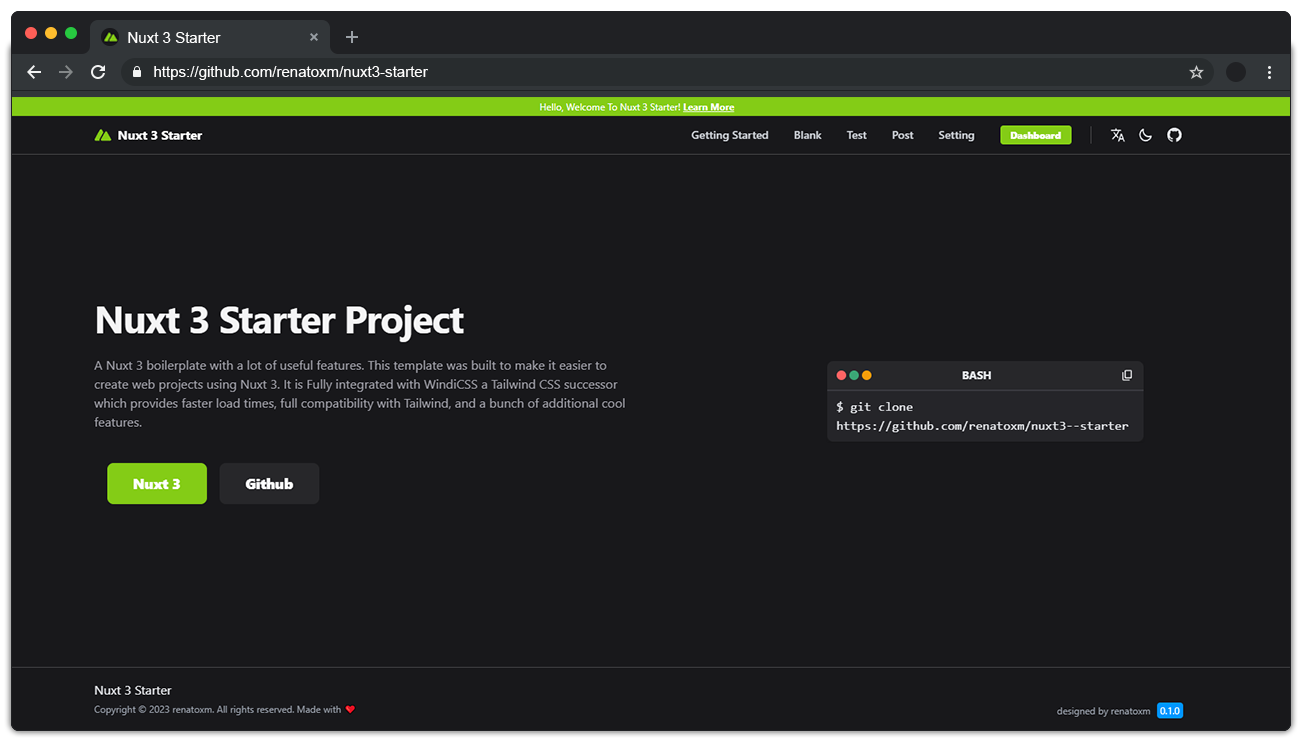 Nuxt 3 Starter
https://github.com/renatoxm/nuxt3-starter
Hello, Welcome To Nuxt 3 Starter! Learn More
Nuxt 3 Starter
Getting Started Blank Test Post Setting Dashboard
Nuxt 3 Starter Project
A Nuxt 3 boilerplate with a lot of useful features. This template was built to make it easier to
create web projects using Nuxt 3. It is Fully integrated with WindiCSS a Tailwind CSS successor
which provides faster load times, full compatibility with Tailwind, and a bunch of additional cool
features.
Nuxt 3 Github
BASH
$ git clone
https://github.com/renatoxm/nuxt3--starter
Nuxt 3 Starter
Copyright © 2023 renatoxm. All rights reserved. Made with ❤
designed by renatoxm 0.1.0